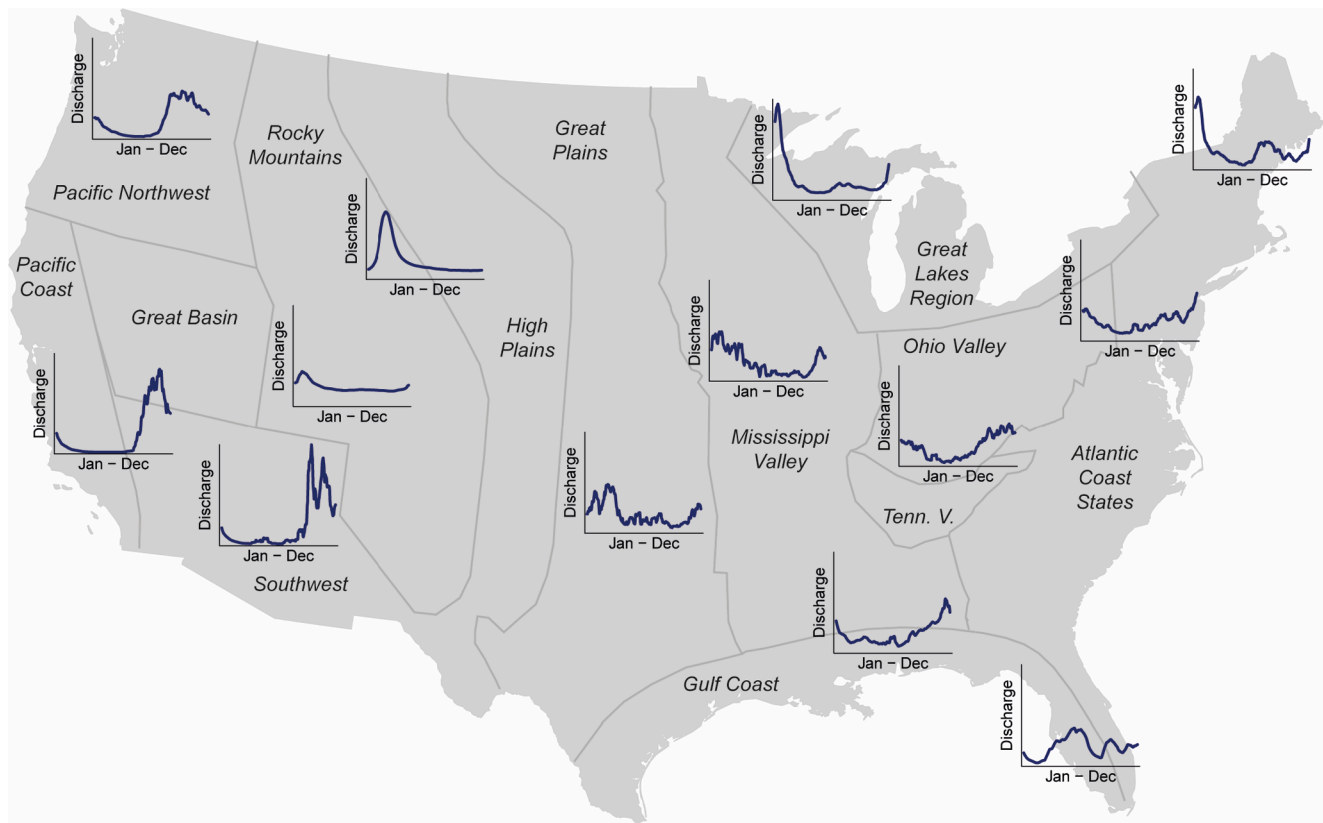 Discharge
Jan – Dec
Pacific Northwest
Rocky
Mountains
Great
Plains
Discharge
Jan – Dec
Discharge
Jan – Dec
Discharge
Jan – Dec
Pacific
Coast
Great Basin
High
Plains
Great
Lakes
Region
Discharge
Jan – Dec
Discharge
Jan – Dec
Discharge
Jan – Dec
Ohio Valley
Discharge
Jan – Dec
Discharge
Jan – Dec
Discharge
Jan – Dec
Mississippi
Valley
Discharge
Jan – Dec
Atlantic
Coast
States
Discharge
Jan – Dec
Tenn. V.
Southwest
Discharge
Jan – Dec
Gulf Coast
Discharge
Jan – Dec